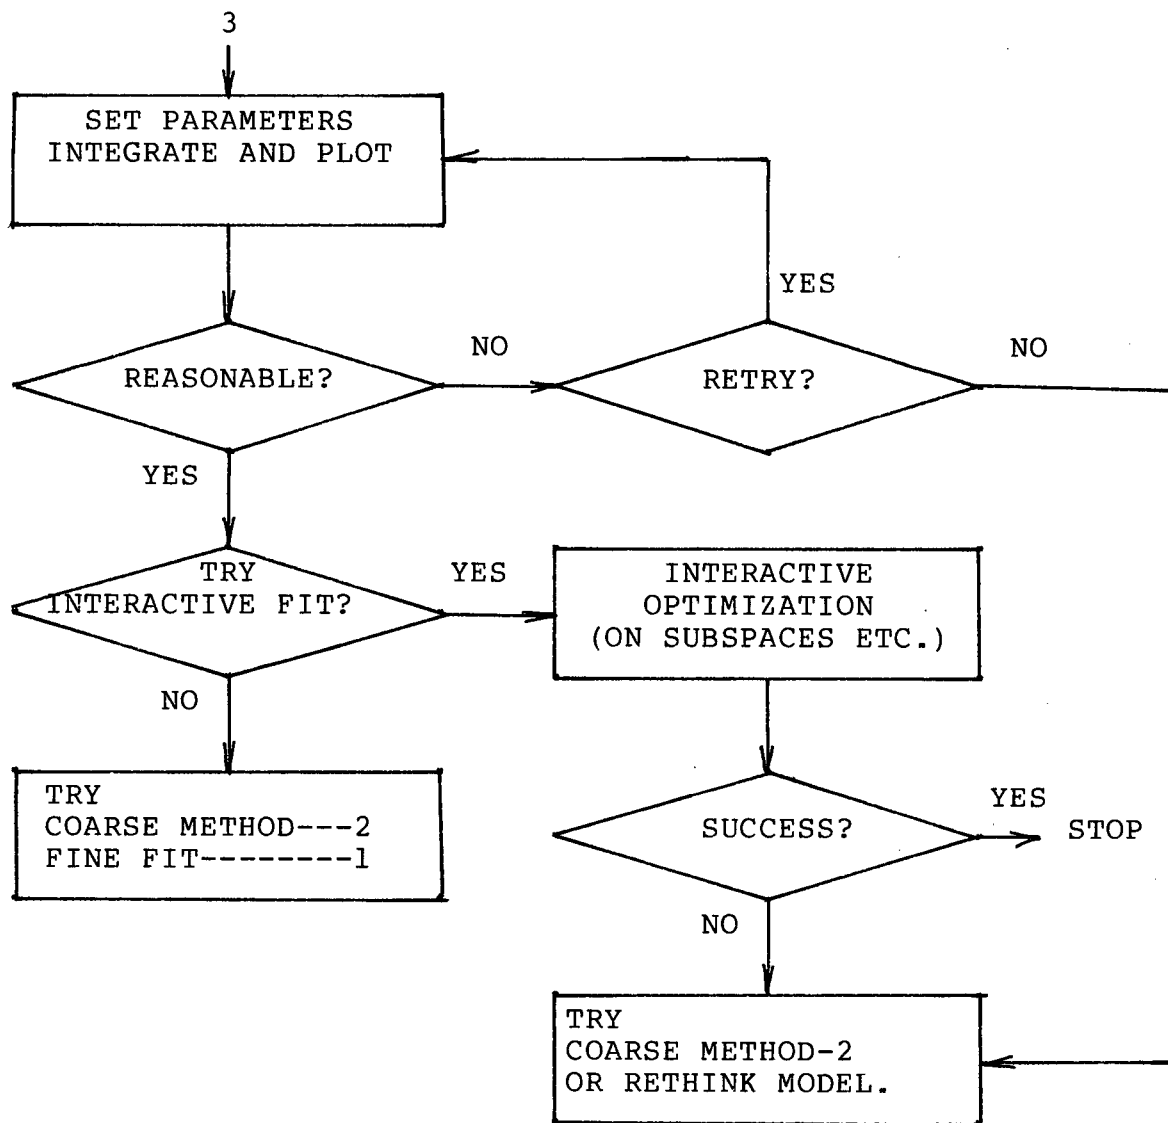 3
SET PARAMETERS
INTEGRATE AND PLOT
YES
REASONABLE?
NO
RETRY?
NO
YES
TRY
INTERACTIVE FIT?
YES
INTERACTIVE
OPTIMIZATION
(ON SUBSPACES ETC.)
NO
TRY
COARSE METHOD---2
FINE FIT--------1
SUCCESS?
YES
STOP
NO
TRY
COARSE METHOD-2
OR RETHINK MODEL.